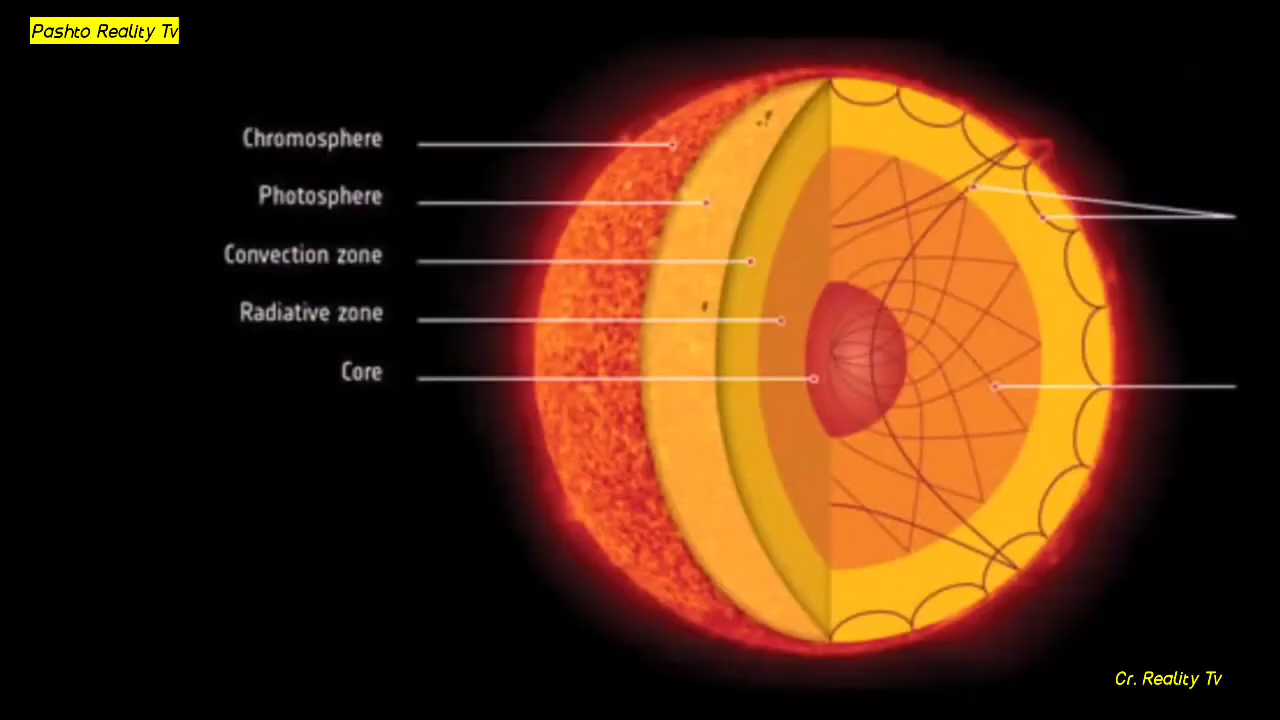 Pashto Reality Tv
Chromosphere
Photosphere
Convection zone
Radiative zone
Core
Cr. Reality Tv